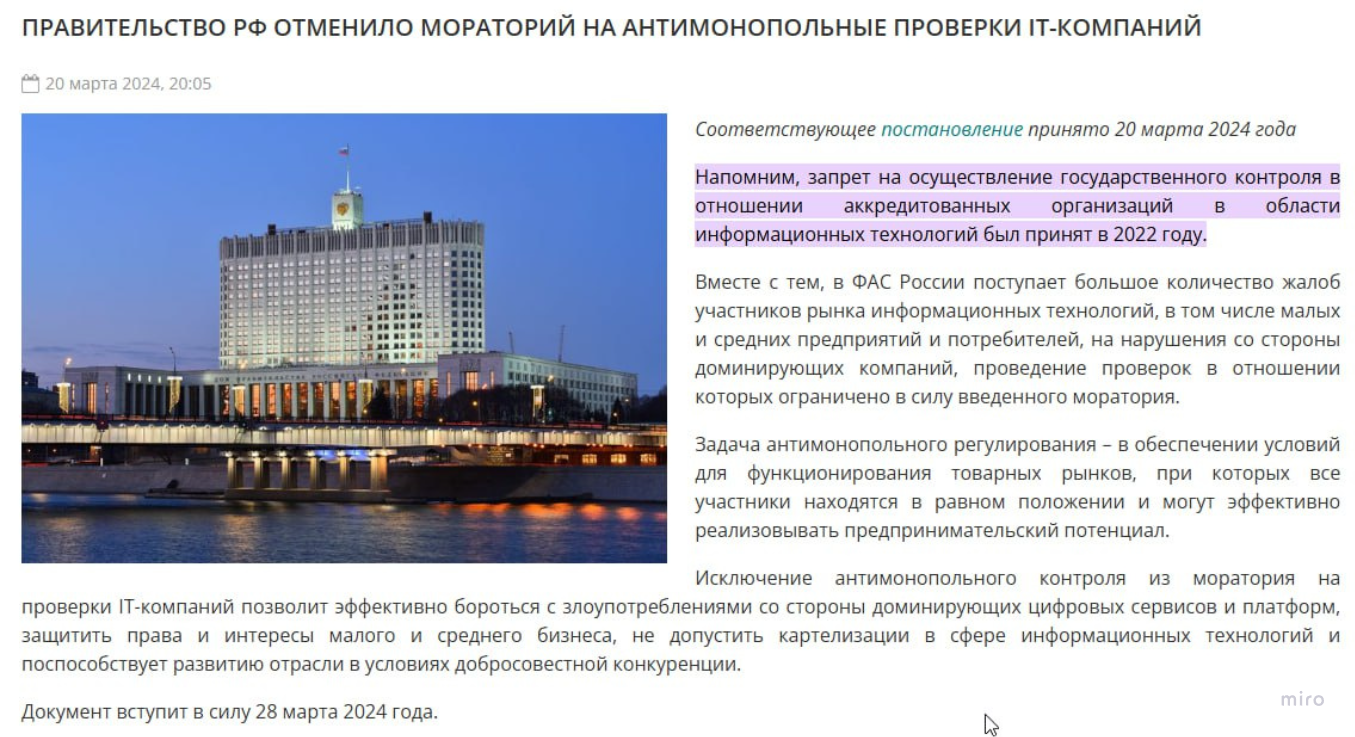 ПРАВИТЕЛЬСТВО РФ ОТМЕНИЛО МОРАТОРИЙ НА АНТИМОНОПОЛЬНЫЕ ПРОВЕРКИ IT-КОМПАНИЙ
20 марта 2024, 20:05
Соответствующее постановление принято 20 марта 2024 года
Напомним, запрет на осуществление государственного контроля в
отношении аккредитованных организаций в области
информационных технологий был принят в 2022 году.
Вместе с тем, в ФАС России поступает большое количество жалоб
участников рынка информационных технологий, в том числе малых
и средних предприятий и потребителей, на нарушения со стороны
доминирующих компаний, проведение проверок в отношении
которых ограничено в силу введенного моратория.
Задача антимонопольного регулирования – в обеспечении условий
для функционирования товарных рынков, при которых все
участники находятся в равном положении и могут эффективно
реализовывать предпринимательский потенциал.
Исключение антимонопольного контроля из моратория на
проверки IT-компаний позволит эффективно бороться с злоупотреблениями со стороны доминирующих цифровых сервисов и платформ,
защитить права и интересы малого и среднего бизнеса, не допустить картелизации в сфере информационных технологий и
поспособствует развитию отрасли в условиях добросовестной конкуренции.
Документ вступит в силу 28 марта 2024 года.
ДОМ ПРАВИТЕЛЬСТВА РОССИЙСКОЙ ФЕДЕРАЦИИ
miro